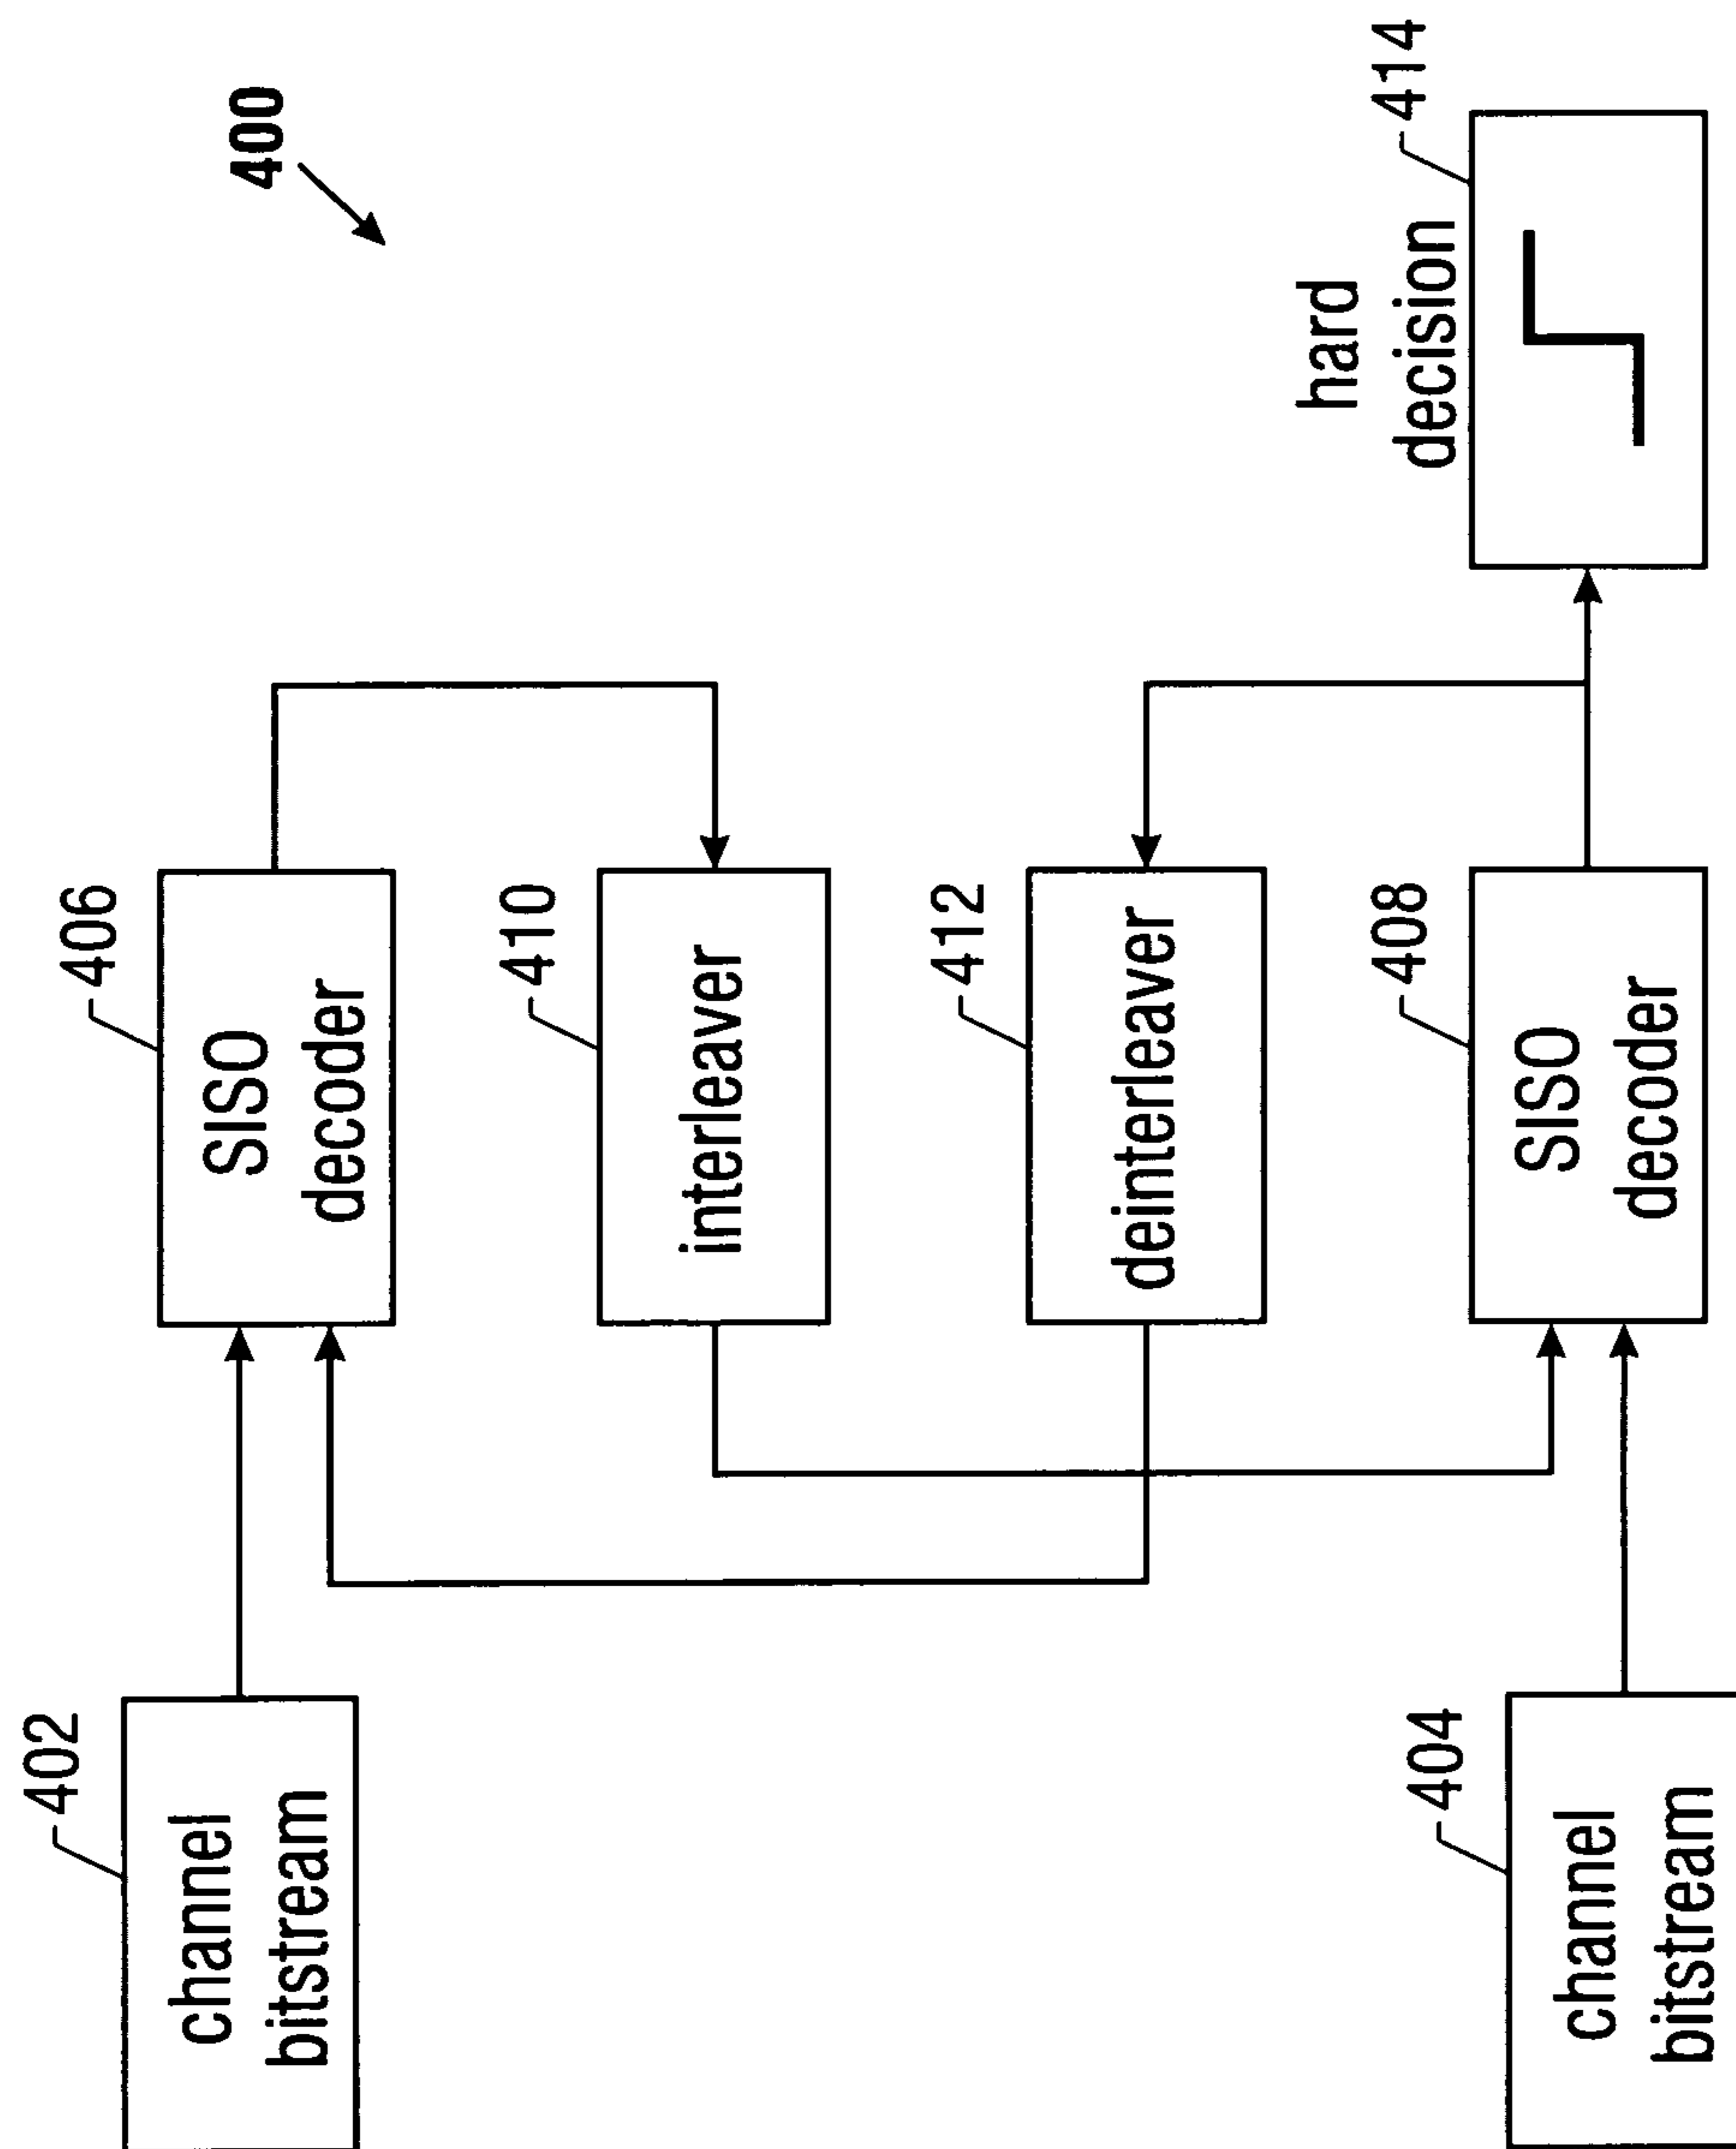 400
402
channel
bitstream
406
SISO
decoder
410
interleaver
412
deinterleaver
404
channel
bitstream
408
SISO
decoder
hard
decision
414